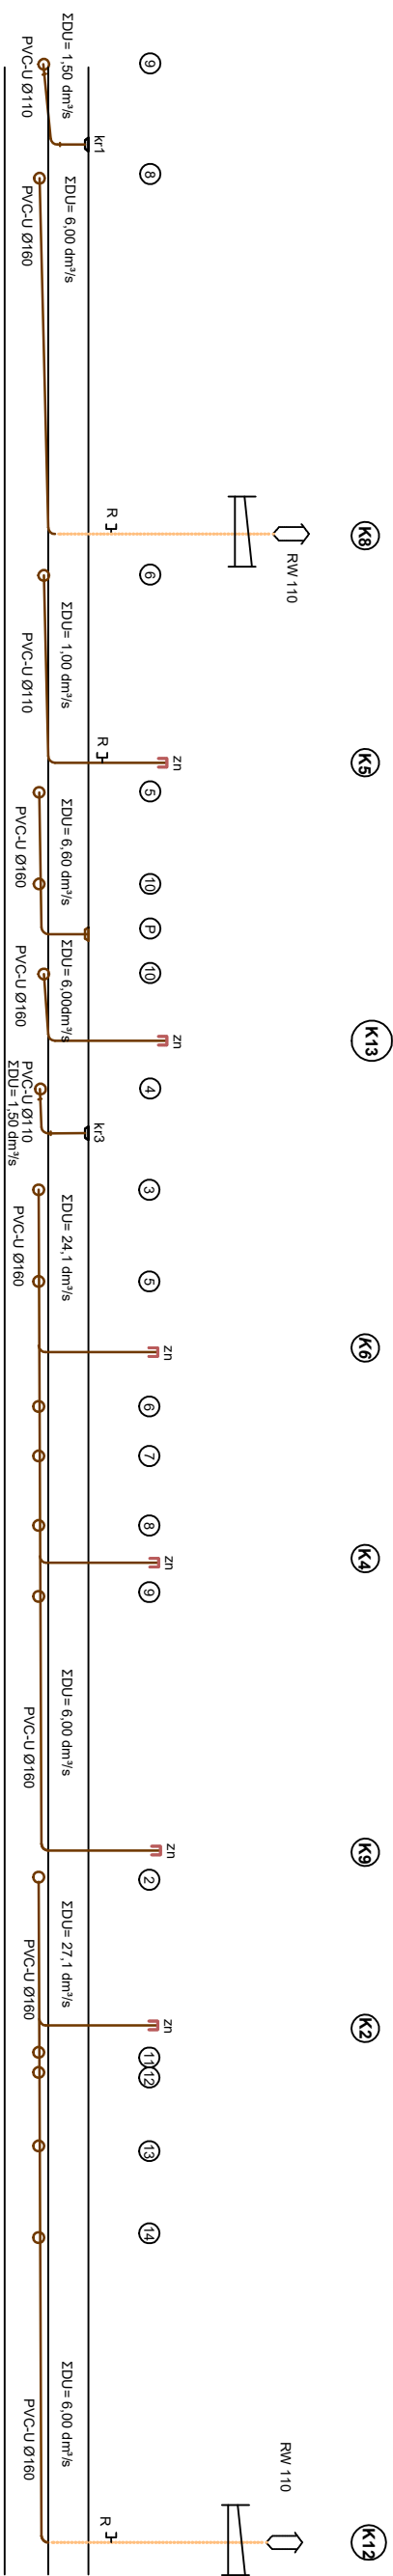 9
ΣDU= 1,50 dm³/s
PVC-U Ø110
kr1
8
ΣDU= 6,00 dm³/s
PVC-U Ø160
K8
RW 110
R
6
ΣDU= 1,00 dm³/s
PVC-U Ø110
K5
zn
R
5
ΣDU= 6,60 dm³/s
PVC-U Ø160
10
P
10
ΣDU= 6,00dm³/s
PVC-U Ø160
K13
zn
4
PVC-U Ø110
ΣDU= 1,50 dm³/s
kr3
3
ΣDU= 24,1 dm³/s
PVC-U Ø160
5
K6
zn
6
7
8
K4
zn
9
ΣDU= 6,00 dm³/s
PVC-U Ø160
K9
zn
2
ΣDU= 27,1 dm³/s
PVC-U Ø160
K2
zn
11
12
13
14
ΣDU= 6,00 dm³/s
PVC-U Ø160
RW 110
K12
R